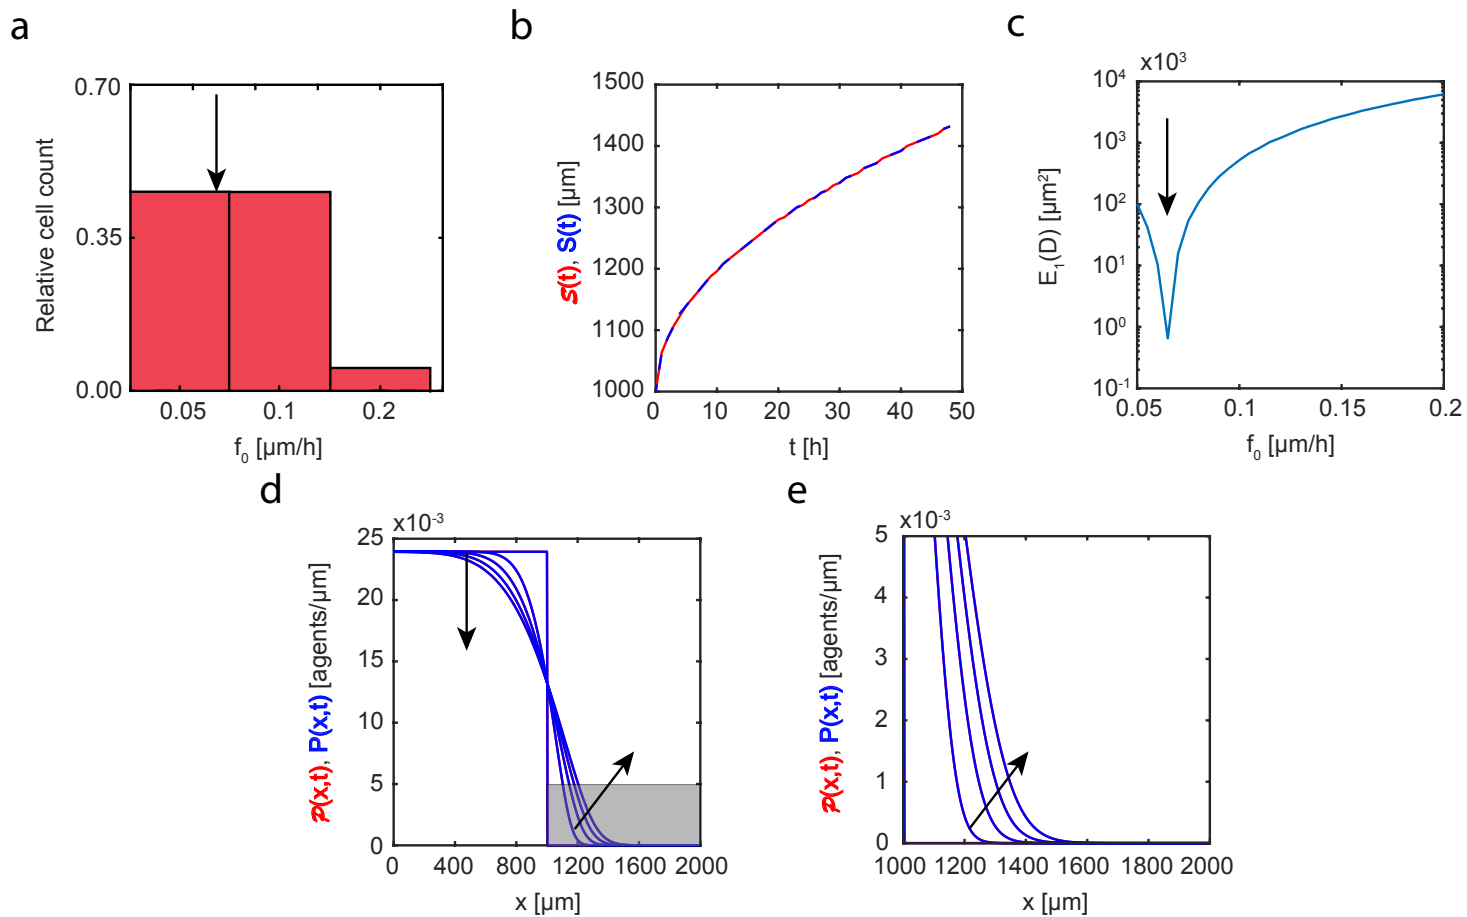 a
0.70
0.35
0.00
Relative cell count
0.05 0.1 0.2
f₀ [µm/h]
b
1500
1400
1300
1200
1100
1000
𝓢(t), S(t) [µm]
0 10 20 30 40 50
t [h]
c
x10³
10⁴
10³
10²
10¹
10⁰
10⁻¹
E₁(D) [µm²]
0.05 0.1 0.15 0.2
f₀ [µm/h]
d
x10⁻³
25
20
15
10
5
0
𝓟(x,t), P(x,t) [agents/µm]
0 400 800 1200 1600 2000
x [µm]
e
x10⁻³
5
4
3
2
1
0
𝓟(x,t), P(x,t) [agents/µm]
1000 1200 1400 1600 1800 2000
x [µm]